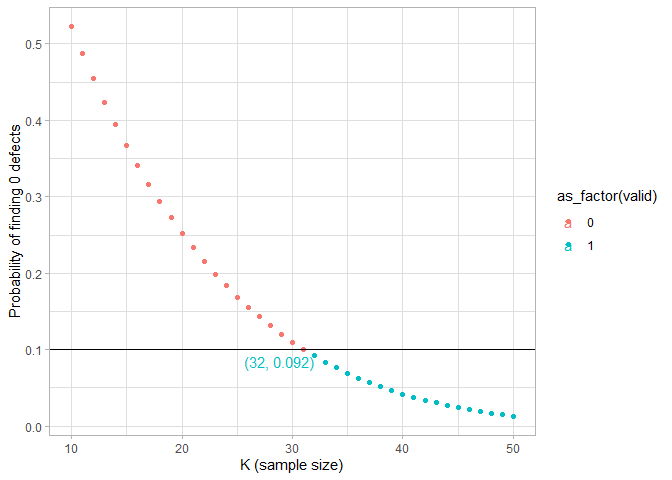 0.5
0.4
0.3
0.2
0.1
0.0
Probability of finding 0 defects
(32, 0.092)
10 20 30 40 50
K (sample size)
as_factor(valid)
a 0
a 1